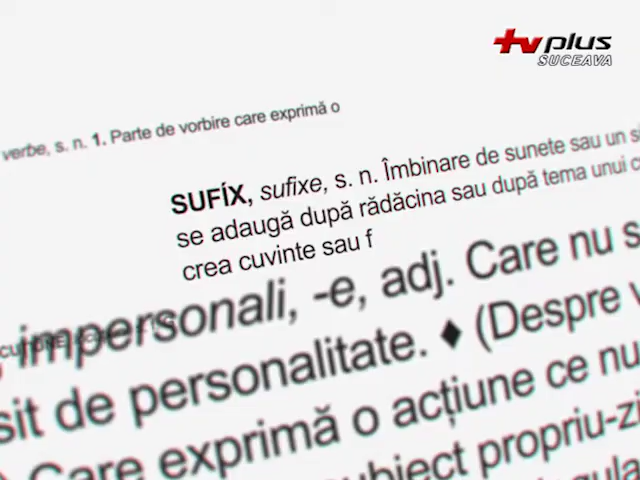 tv plus
SUCEAVA
verbe, s. n. 1. Parte de vorbire care exprimă o
SUFÍX, sufixe, s. n. Îmbinare de sunete sau un
se adaugă după rădăcina sau după tema unui
crea cuvinte sau f
impersonali, -e, adj. Care nu s
sit de personalitate. ♦ (Despre v
Care exprimă o acțiune ce nu
subiect propriu-zi